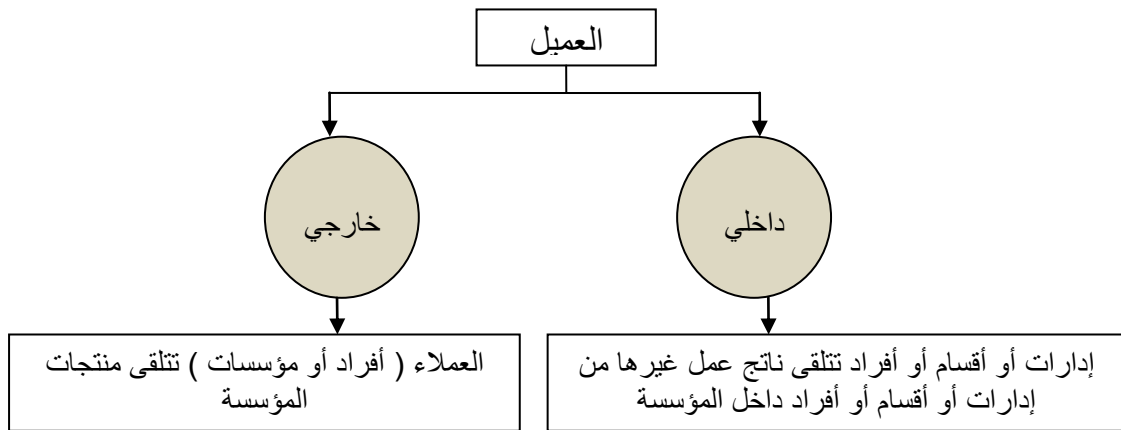 العميل
داخلي
خارجي
إدارات أو أقسام أو أفراد تتلقى ناتج عمل غيرها من
إدارات أو أقسام أو أفراد داخل المؤسسة
العملاء ( أفراد أو مؤسسات ) تتلقى منتجات
المؤسسة